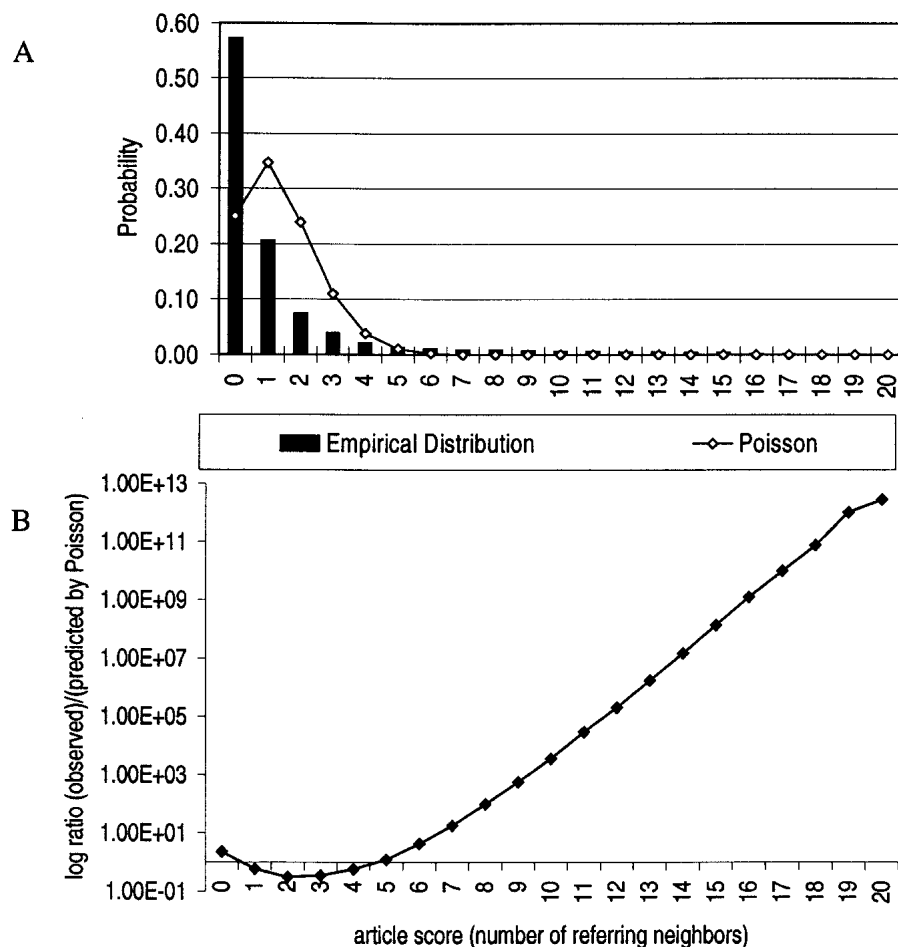 A
Probability
0.60
0.50
0.40
0.30
0.20
0.10
0.00
0 1 2 3 4 5 6 7 8 9 10 11 12 13 14 15 16 17 18 19 20
Empirical Distribution Poisson
B
log ratio (observed)/(predicted by Poisson)
1.00E+13
1.00E+11
1.00E+09
1.00E+07
1.00E+05
1.00E+03
1.00E+01
1.00E-01
0 1 2 3 4 5 6 7 8 9 10 11 12 13 14 15 16 17 18 19 20
article score (number of referring neighbors)